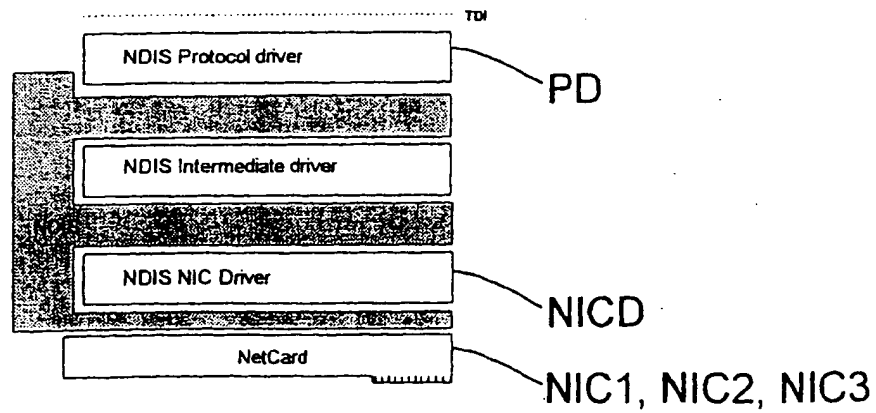 TDI
NDIS Protocol driver
PD
NDIS Intermediate driver
NDIS NIC Driver
NICD
NetCard
NIC1, NIC2, NIC3